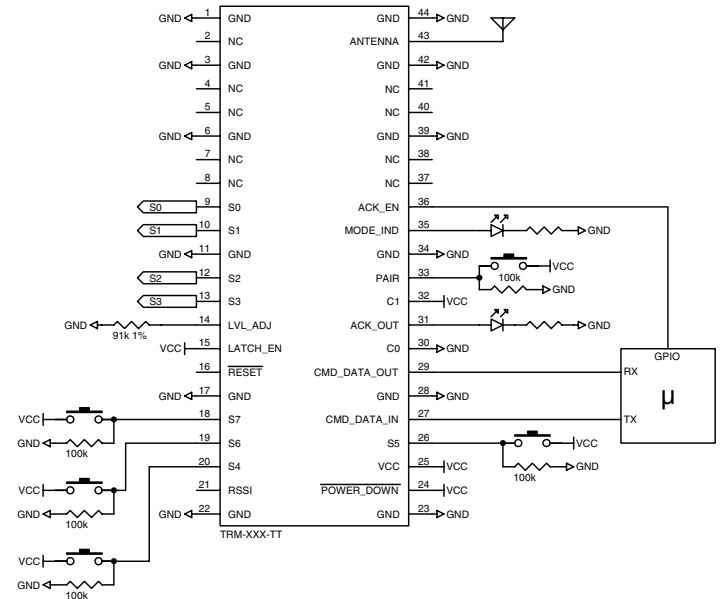 GND 1 GND 44 GND
2 NC ANTENNA 43
GND 3 GND GND 42 GND
4 NC NC 41
5 NC NC 40
GND 6 GND GND 39 GND
7 NC NC 38
8 NC NC 37
S0 9 S0 ACK_EN 36
S1 10 S1 MODE_IND 35 GND
GND 11 GND GND 34 GND
S2 12 S2 PAIR 33 100k VCC GND
S3 13 S3 C1 32 VCC
GND 91k 1% 14 LVL_ADJ ACK_OUT 31 GND
VCC 15 LATCH_EN C0 30 GND
16 RESET CMD_DATA_OUT 29 RX
GPIO
µ
GND 17 GND GND 28 GND
VCC GND 100k 18 S7 CMD_DATA_IN 27 TX
VCC GND 100k 19 S6 S5 26 VCC GND 100k
VCC GND 100k 20 S4 VCC 25 VCC
21 RSSI POWER_DOWN 24 VCC
GND 22 GND GND 23 GND
TRM-XXX-TT